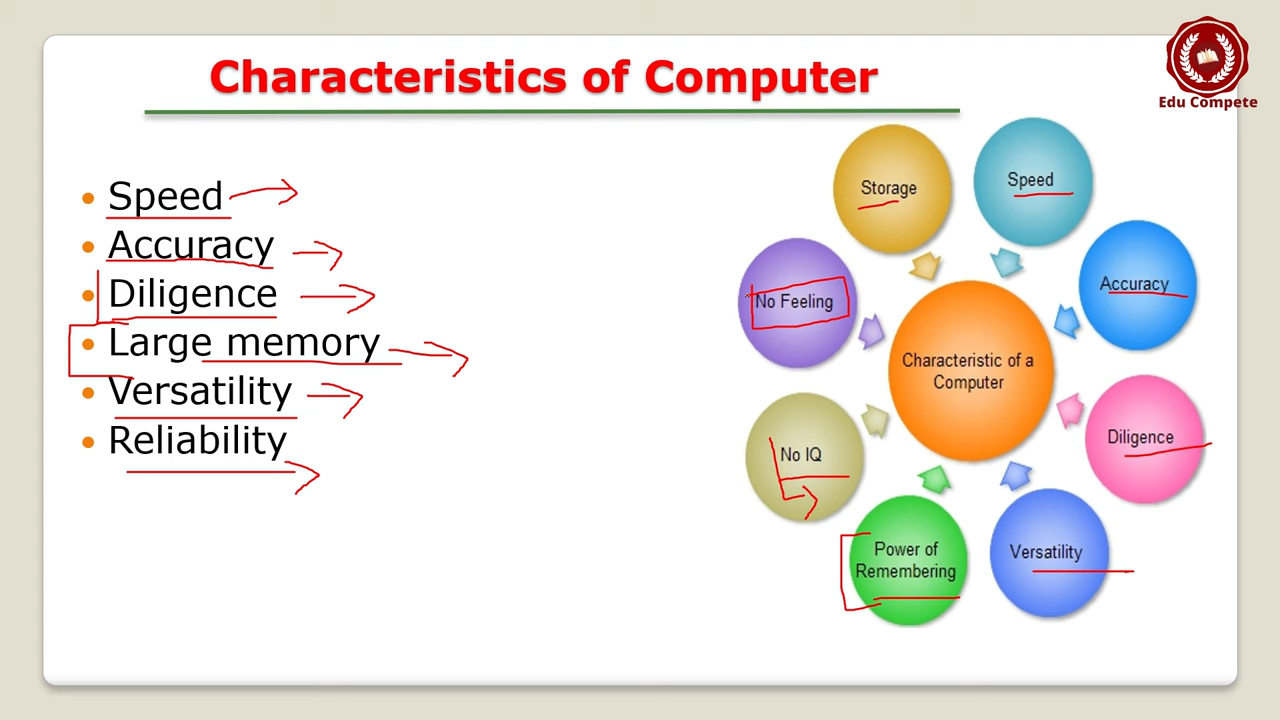 Characteristics of Computer
Edu Compete
• Speed
• Accuracy
• Diligence
• Large memory
• Versatility
• Reliability
Storage
Speed
Accuracy
Diligence
Versatility
Power of
Remembering
No IQ
No Feeling
Characteristic of a
Computer